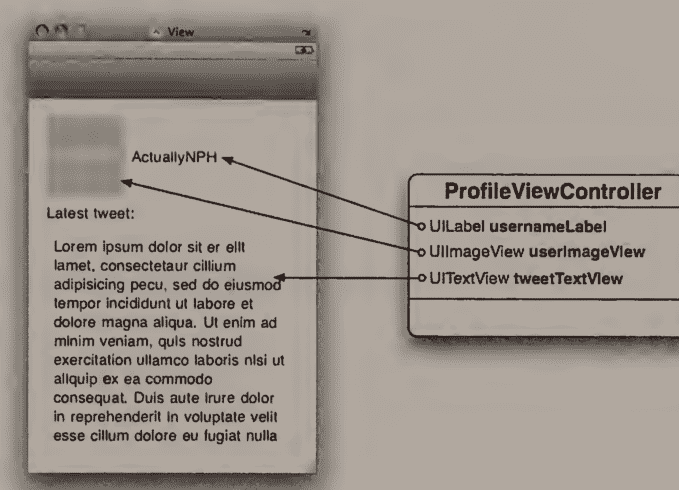 View
ActuallyNPH
Latest tweet:
Lorem ipsum dolor sit er elit
lamet, consectetaur cillium
adipisicing pecu, sed do eiusmod
tempor incididunt ut labore et
dolore magna aliqua. Ut enim ad
minim veniam, quis nostrud
exercitation ullamco laboris nisi ut
aliquip ex ea commodo
consequat. Duis aute irure dolor
in reprehenderit in voluptate velit
esse cillum dolore eu fugiat nulla
ProfileViewController
UILabel usernameLabel
UIImageView userImageView
UITextView tweetTextView